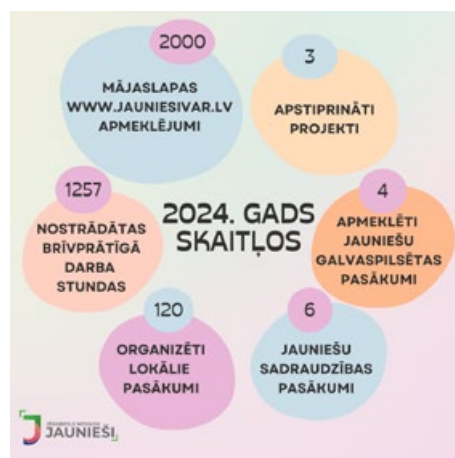 2000
MĀJASLAPAS
WWW.JAUNIESIVAR.LV
APMEKLĒJUMI
3
APSTIPRINĀTI
PROJEKTI
1257
NOSTRĀDĀTAS
BRĪVPRĀTĪGĀ
DARBA
STUNDAS
2024. GADS
SKAITĻOS
4
APMEKLĒTI
JAUNIEŠU
GALVASPILSĒTAS
PASĀKUMI
120
ORGANIZĒTI
LOKĀLIE
PASĀKUMI
6
JAUNIEŠU
SADRAUDZĪBAS
PASĀKUMI
JAUNIEŠI